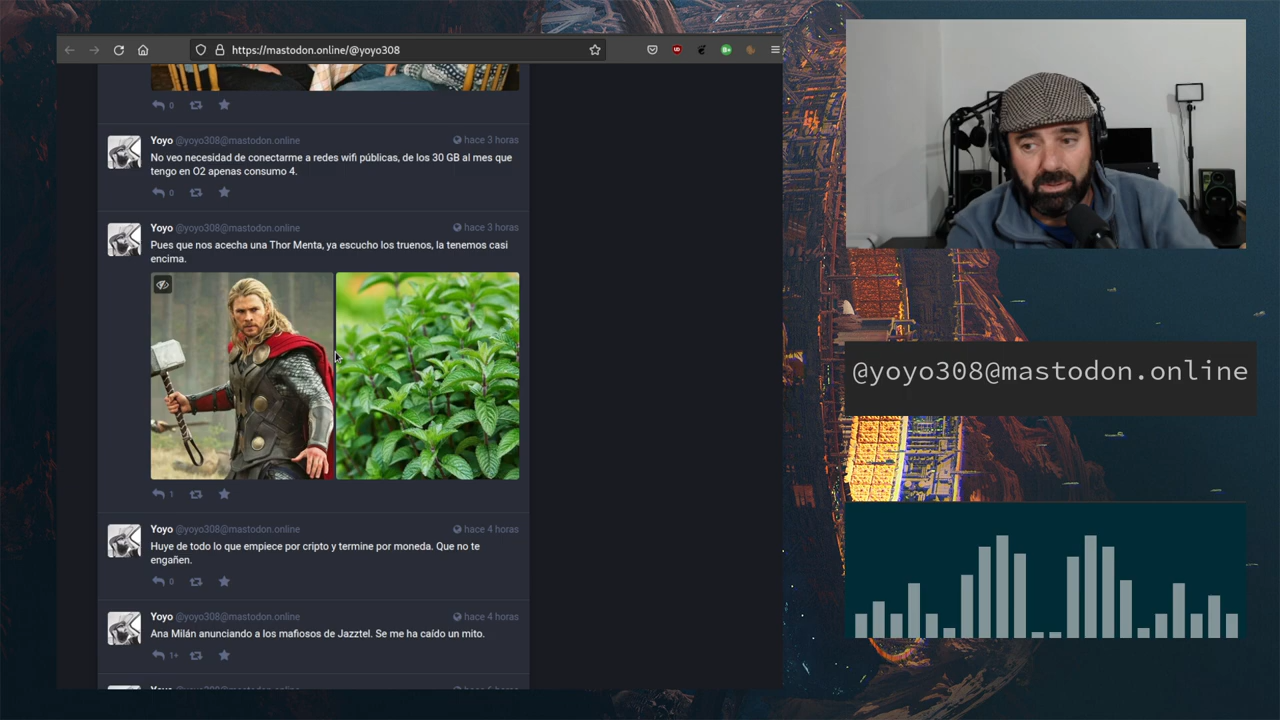 https://mastodon.online/@yoyo308
0
Yoyo @yoyo308@mastodon.online
hace 3 horas
No veo necesidad de conectarme a redes wifi públicas, de los 30 GB al mes que
tengo en O2 apenas consumo 4.
0
Yoyo @yoyo308@mastodon.online
hace 3 horas
Pues que nos acecha una Thor Menta, ya escucho los truenos, la tenemos casi
encima.
1
Yoyo @yoyo308@mastodon.online
hace 4 horas
Huye de todo lo que empiece por cripto y termine por moneda. Que no te
engañen.
0
Yoyo @yoyo308@mastodon.online
hace 4 horas
Ana Milán anunciando a los mafiosos de Jazztel. Se me ha caído un mito.
1+
@yoyo308@mastodon.online